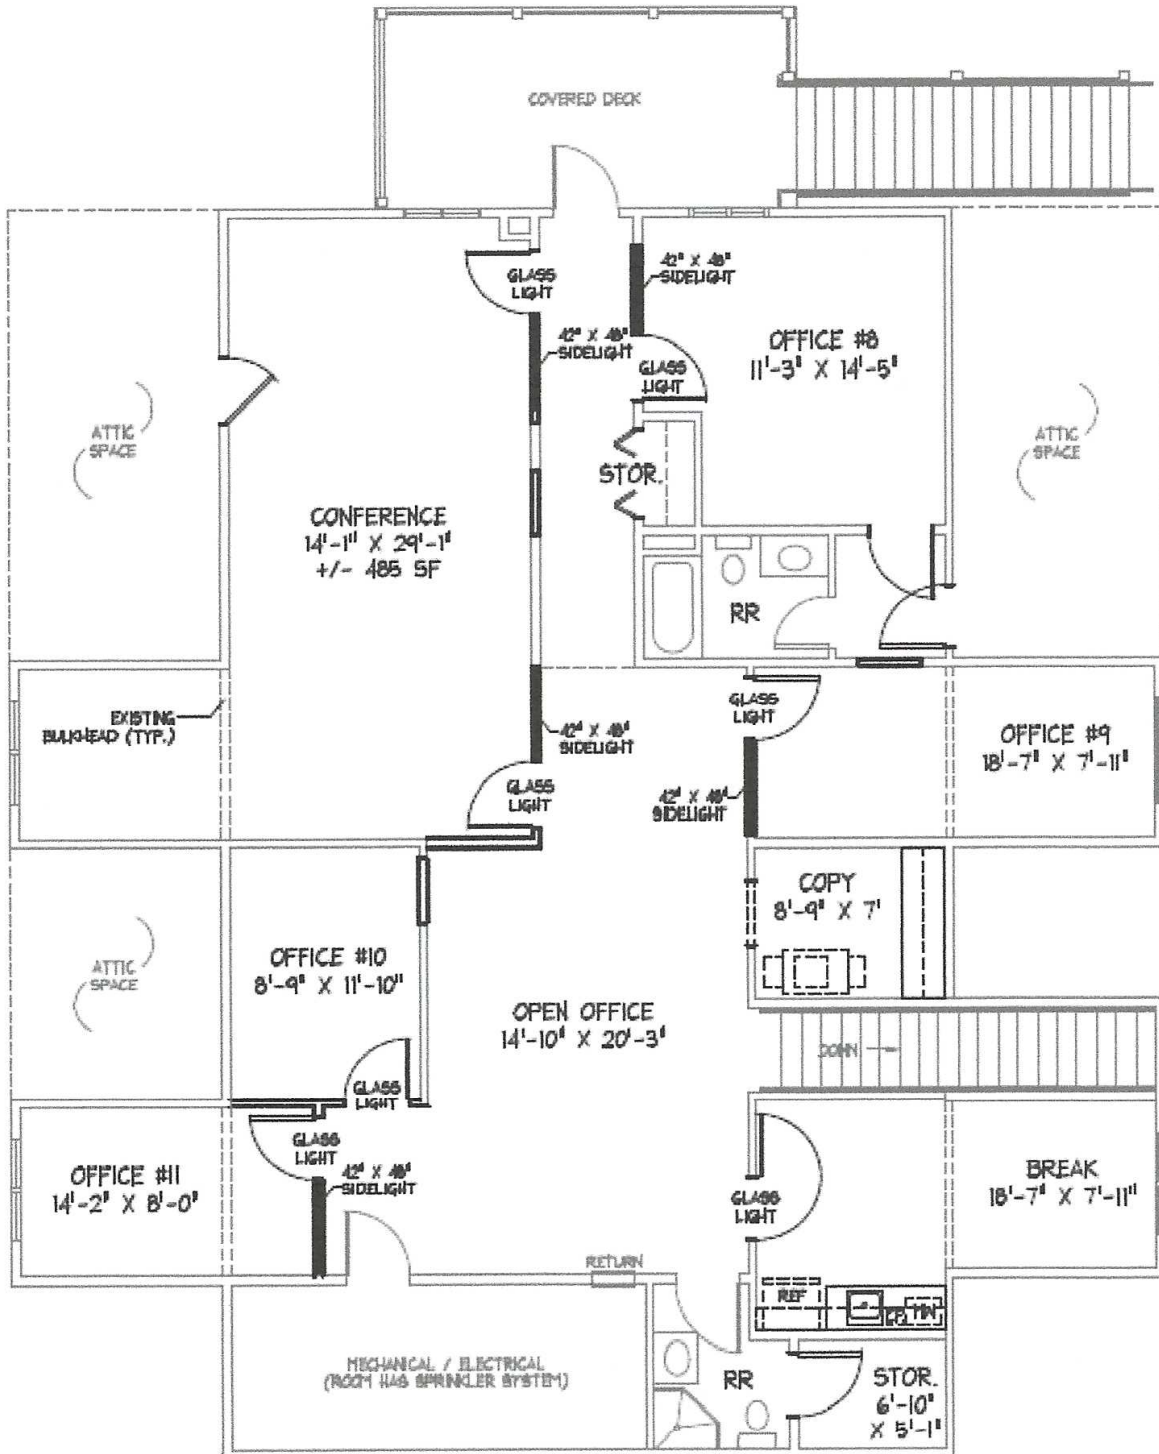 COVERED DECK
GLASS
LIGHT
42" X 48"
SIDELIGHT
42" X 48"
SIDELIGHT
GLASS
LIGHT
OFFICE #8
11'-3" X 14'-5"
ATTIC
SPACE
ATTIC
SPACE
STOR.
CONFERENCE
14'-1" X 29'-1"
+/- 485 SF
RR
EXISTING
BULKHEAD (TYP.)
42" X 48"
SIDELIGHT
GLASS
LIGHT
OFFICE #9
18'-7" X 7'-11"
GLASS
LIGHT
42" X 48"
SIDELIGHT
COPY
8'-9" X 7'
ATTIC
SPACE
OFFICE #10
8'-9" X 11'-10"
OPEN OFFICE
14'-10" X 20'-3"
DOWN
GLASS
LIGHT
GLASS
LIGHT
OFFICE #11
14'-2" X 8'-0"
42" X 48"
SIDELIGHT
GLASS
LIGHT
BREAK
18'-7" X 7'-11"
RETURN
REF
MW
MECHANICAL / ELECTRICAL
(ROOM HAS SPRINKLER SYSTEM)
RR
STOR.
6'-10"
X 5'-1"